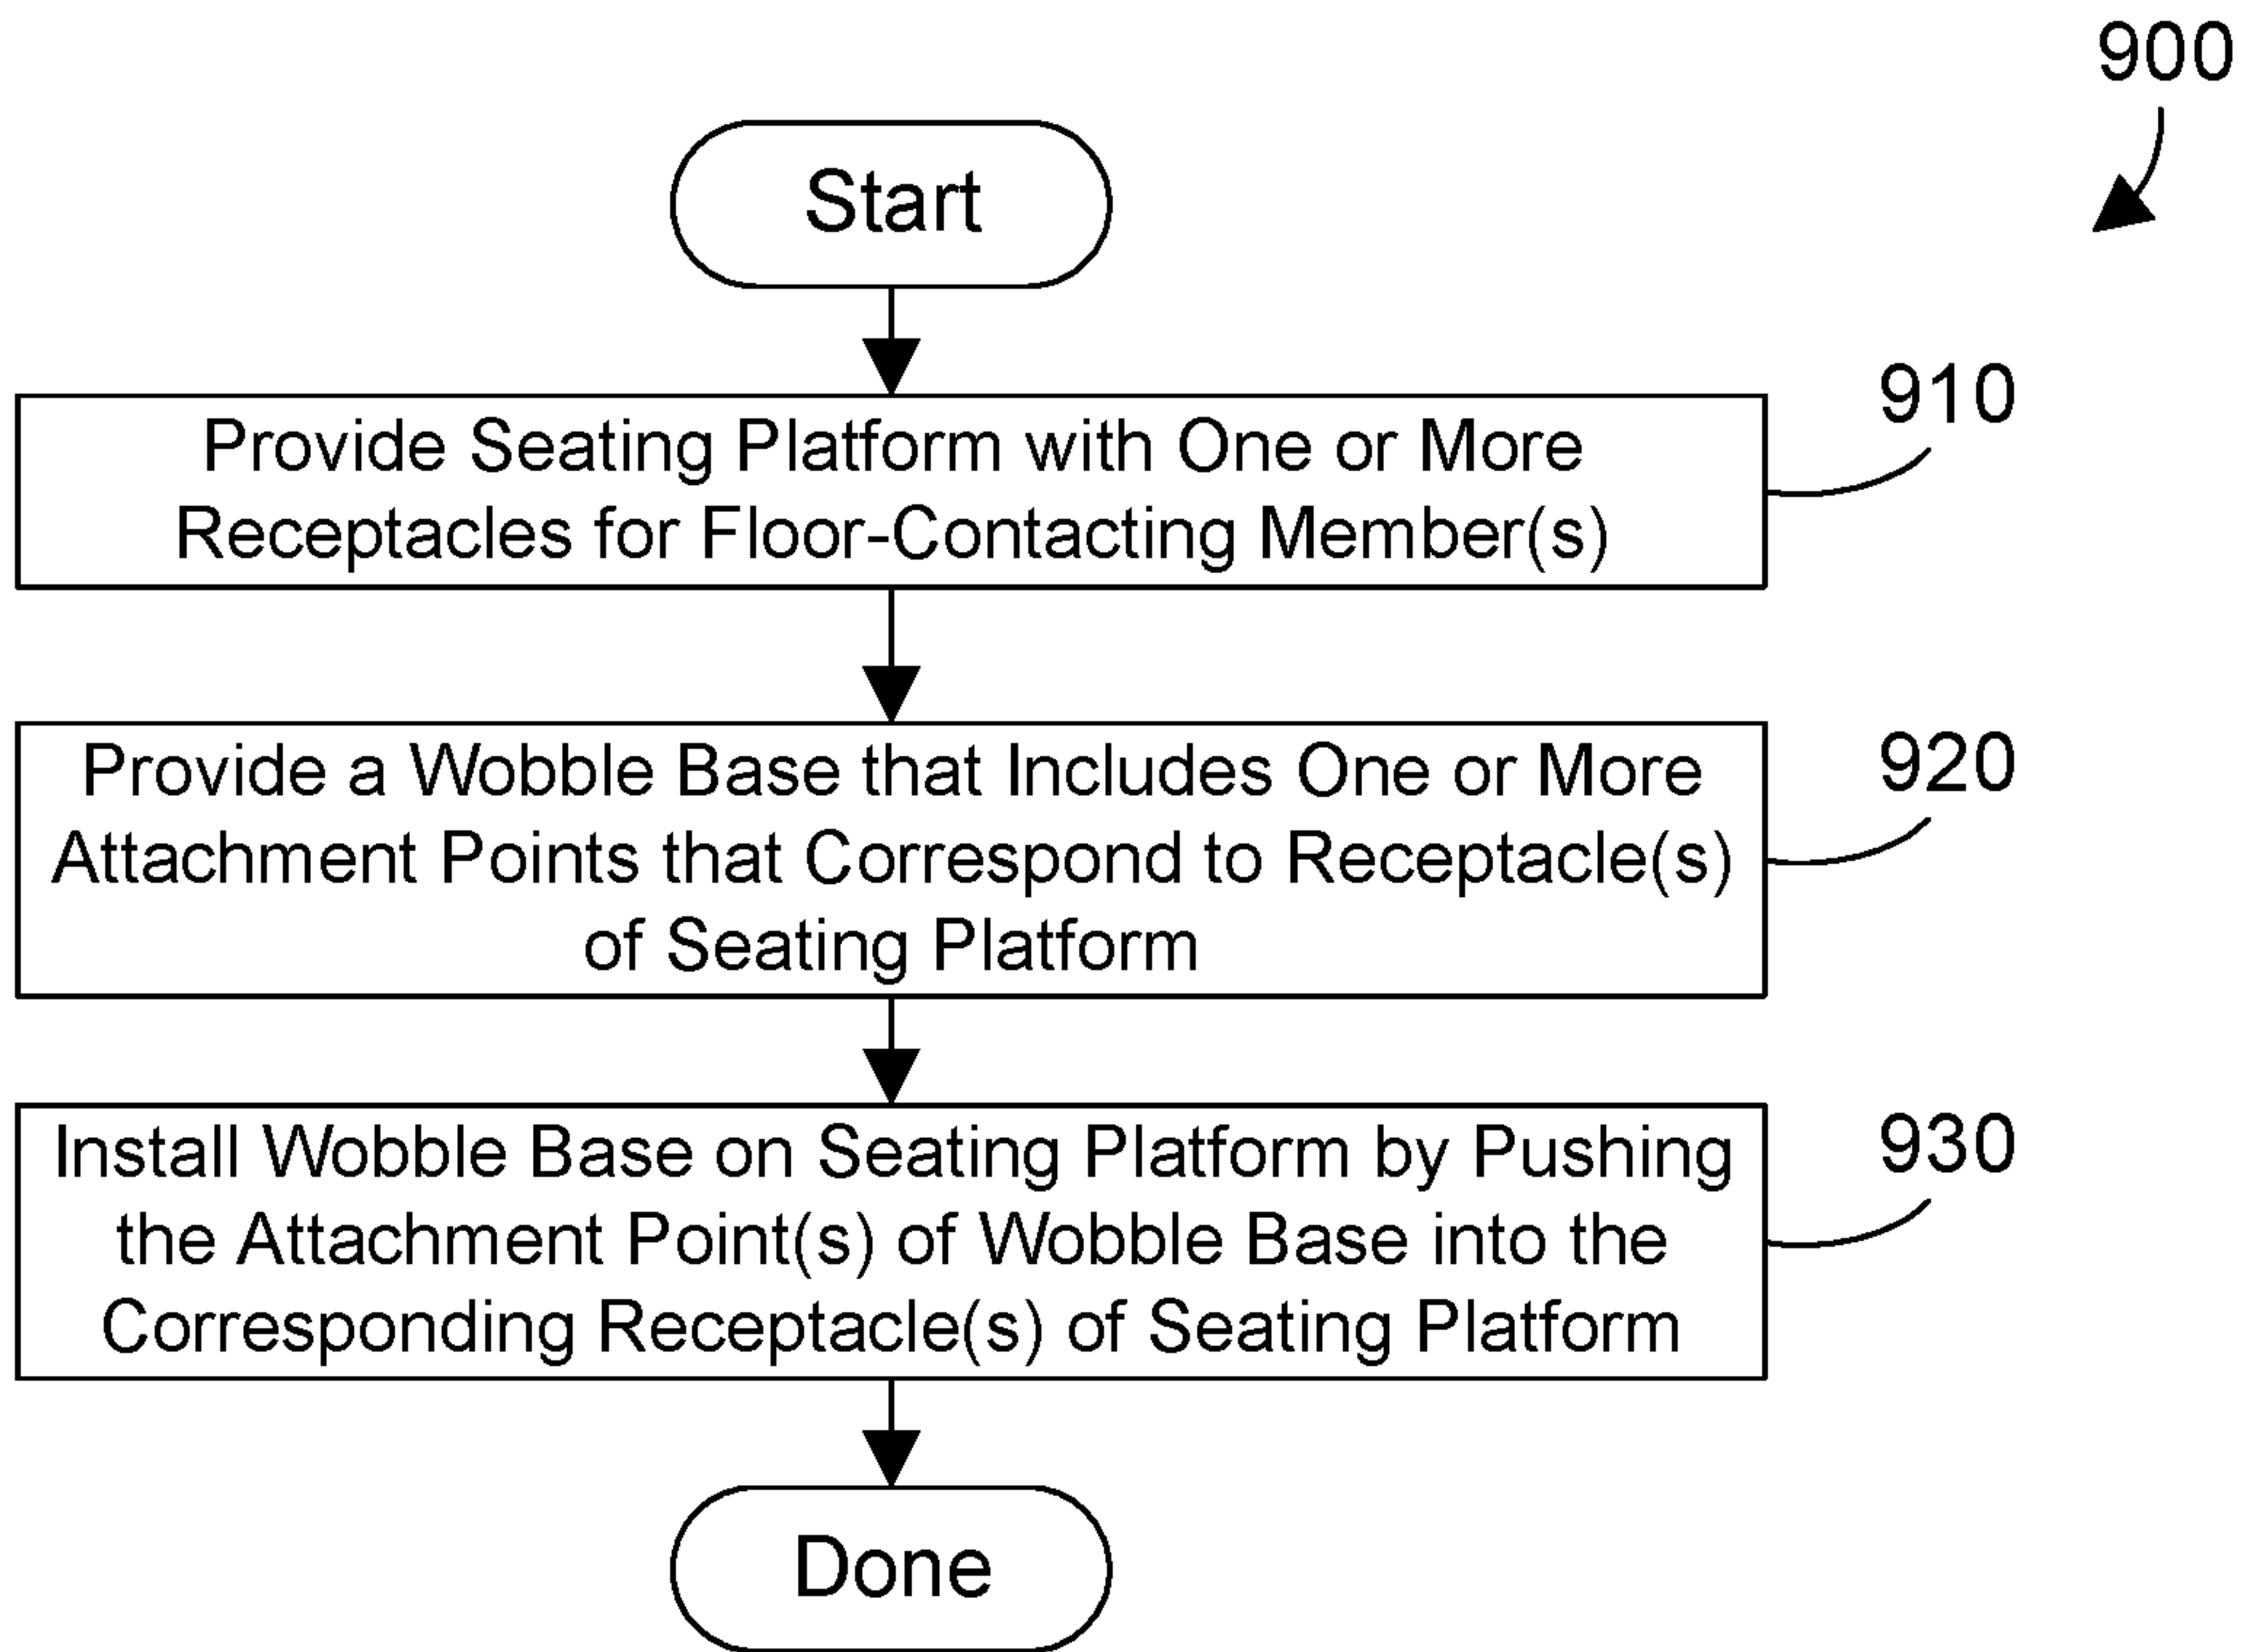 900
Start
910
Provide Seating Platform with One or More
Receptacles for Floor-Contacting Member(s)
920
Provide a Wobble Base that Includes One or More
Attachment Points that Correspond to Receptacle(s)
of Seating Platform
930
Install Wobble Base on Seating Platform by Pushing
the Attachment Point(s) of Wobble Base into the
Corresponding Receptacle(s) of Seating Platform
Done